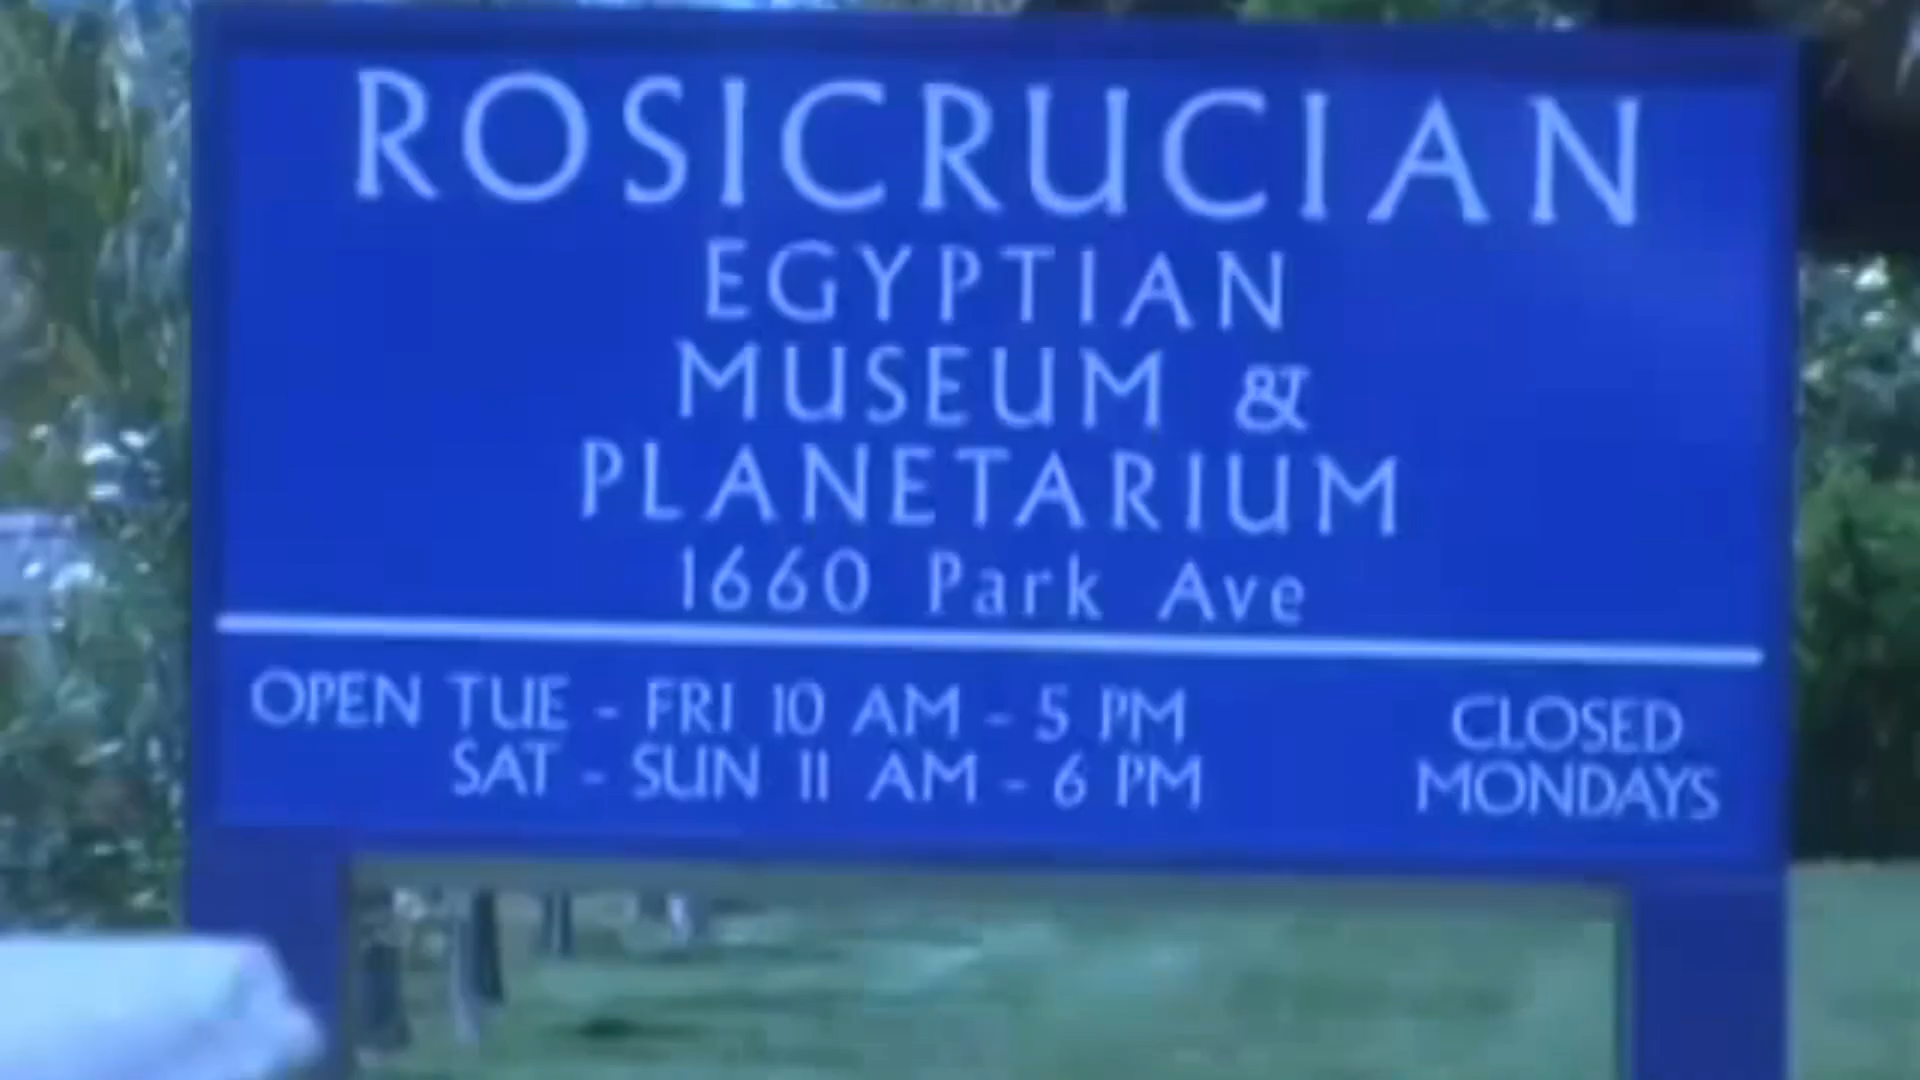 ROSICRUCIAN
EGYPTIAN
MUSEUM &
PLANETARIUM
1660 Park Ave
OPEN TUE - FRI 10 AM - 5 PM
SAT - SUN 11 AM - 6 PM
CLOSED
MONDAYS